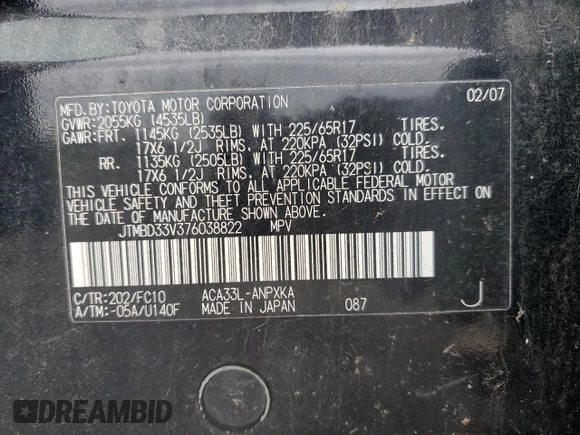 MFD. BY: TOYOTA MOTOR CORPORATION 02/07
GVWR: 2055KG (4535LB)
GAWR: FRT. 1145KG (2535LB) WITH 225/65R17 TIRES.
17X6 1/2J RIMS. AT 220KPA (32PSI) COLD.
RR. 1135KG (2505LB) WITH 225/65R17 TIRES.
17X6 1/2J RIMS. AT 220KPA (32PSI) COLD.
THIS VEHICLE CONFORMS TO ALL APPLICABLE FEDERAL MOTOR
VEHICLE SAFETY AND THEFT PREVENTION STANDARDS IN EFFECT ON
THE DATE OF MANUFACTURE SHOWN ABOVE.
JTMBD33V376038822 MPV
C/TR: 202/FC10 ACA33L-ANPXKA
A/TM: -05A/U140F MADE IN JAPAN 087 J
DREAMBID